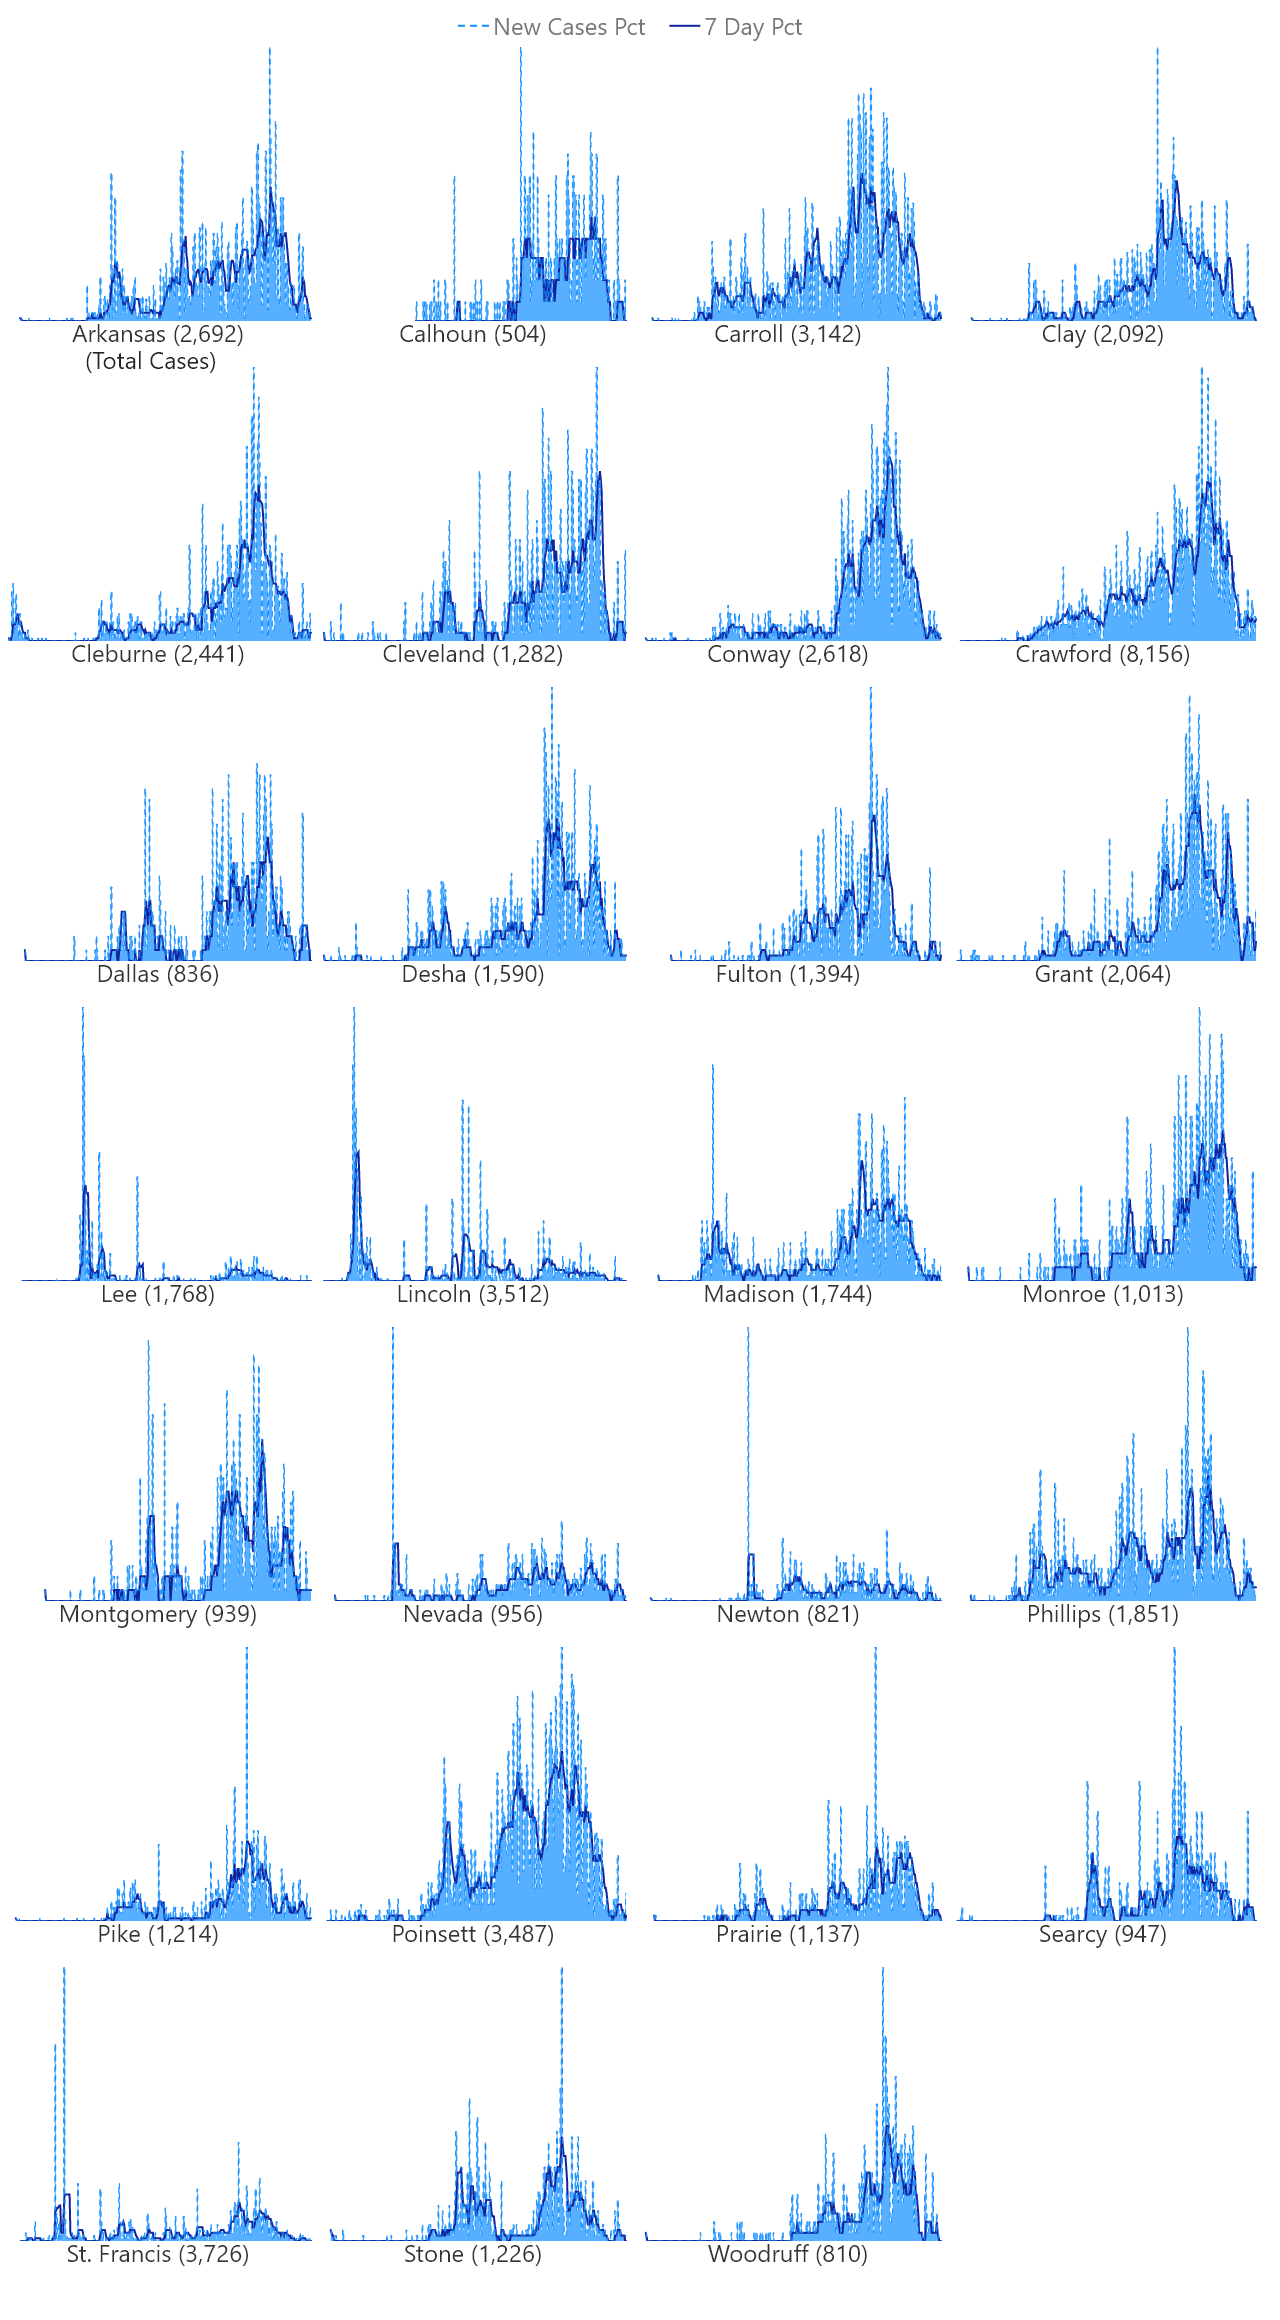 New Cases Pct 7 Day Pct
Arkansas (2,692) Calhoun (504) Carroll (3,142) Clay (2,092)
(Total Cases)
Cleburne (2,441) Cleveland (1,282) Conway (2,618) Crawford (8,156)
Dallas (836) Desha (1,590) Fulton (1,394) Grant (2,064)
Lee (1,768) Lincoln (3,512) Madison (1,744) Monroe (1,013)
Montgomery (939) Nevada (956) Newton (821) Phillips (1,851)
Pike (1,214) Poinsett (3,487) Prairie (1,137) Searcy (947)
St. Francis (3,726) Stone (1,226) Woodruff (810)